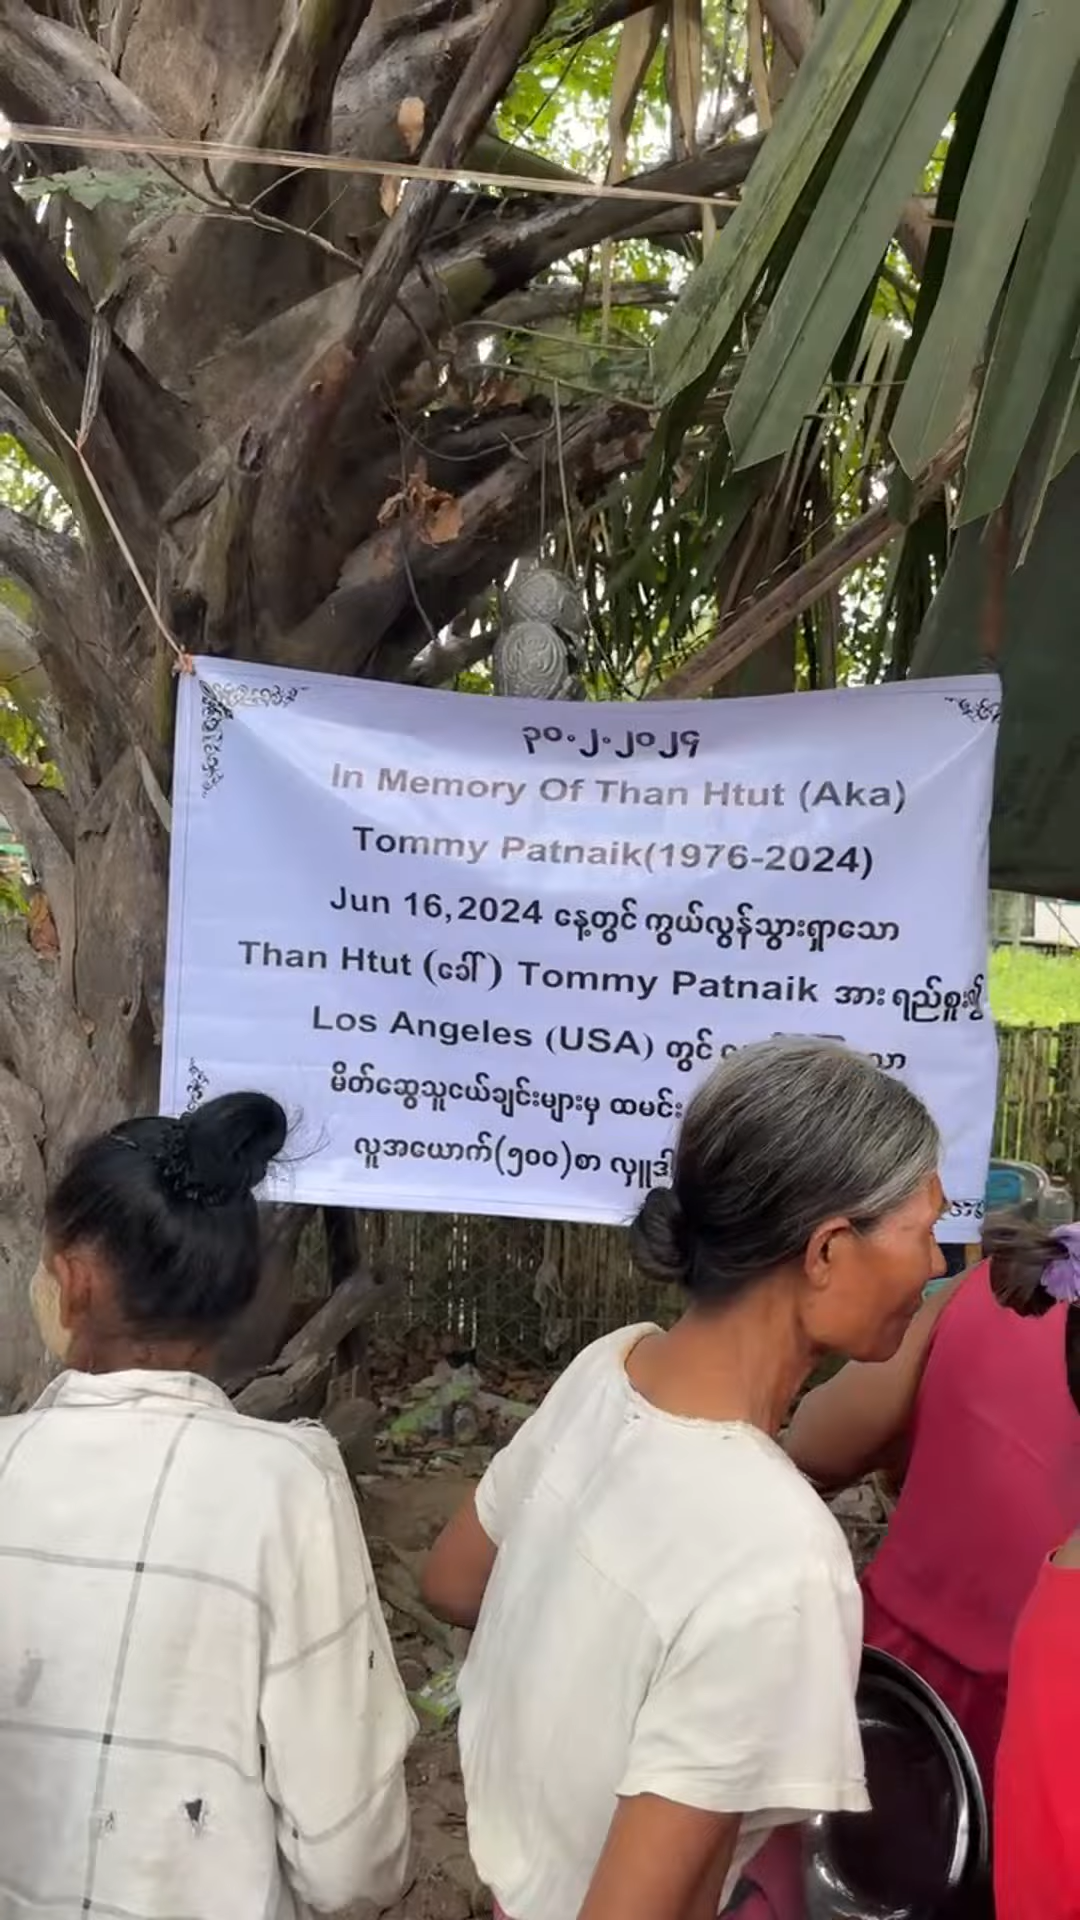 ၃၀.၂.၂၀၂၄
In Memory Of Than Htut (Aka)
Tommy Patnaik(1976-2024)
Jun 16,2024 နေ့တွင် ကွယ်လွန်သွားရှာသော
Than Htut (ခေါ်) Tommy Patnaik အား ရည်စူး၍
Los Angeles (USA) တွင်
မိတ်ဆွေသူငယ်ချင်းများမှ ထမင်း
လူအယောက်(၅၀၀)စာ